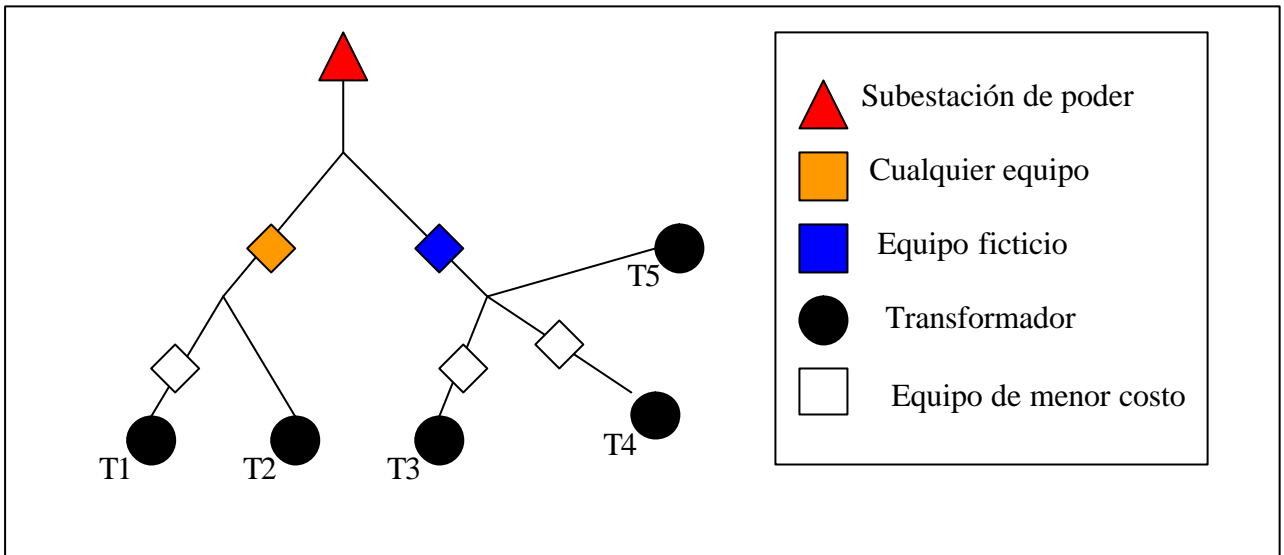 Subestación de poder
Cualquier equipo
Equipo ficticio
Transformador
Equipo de menor costo
T5
T1
T2
T3
T4